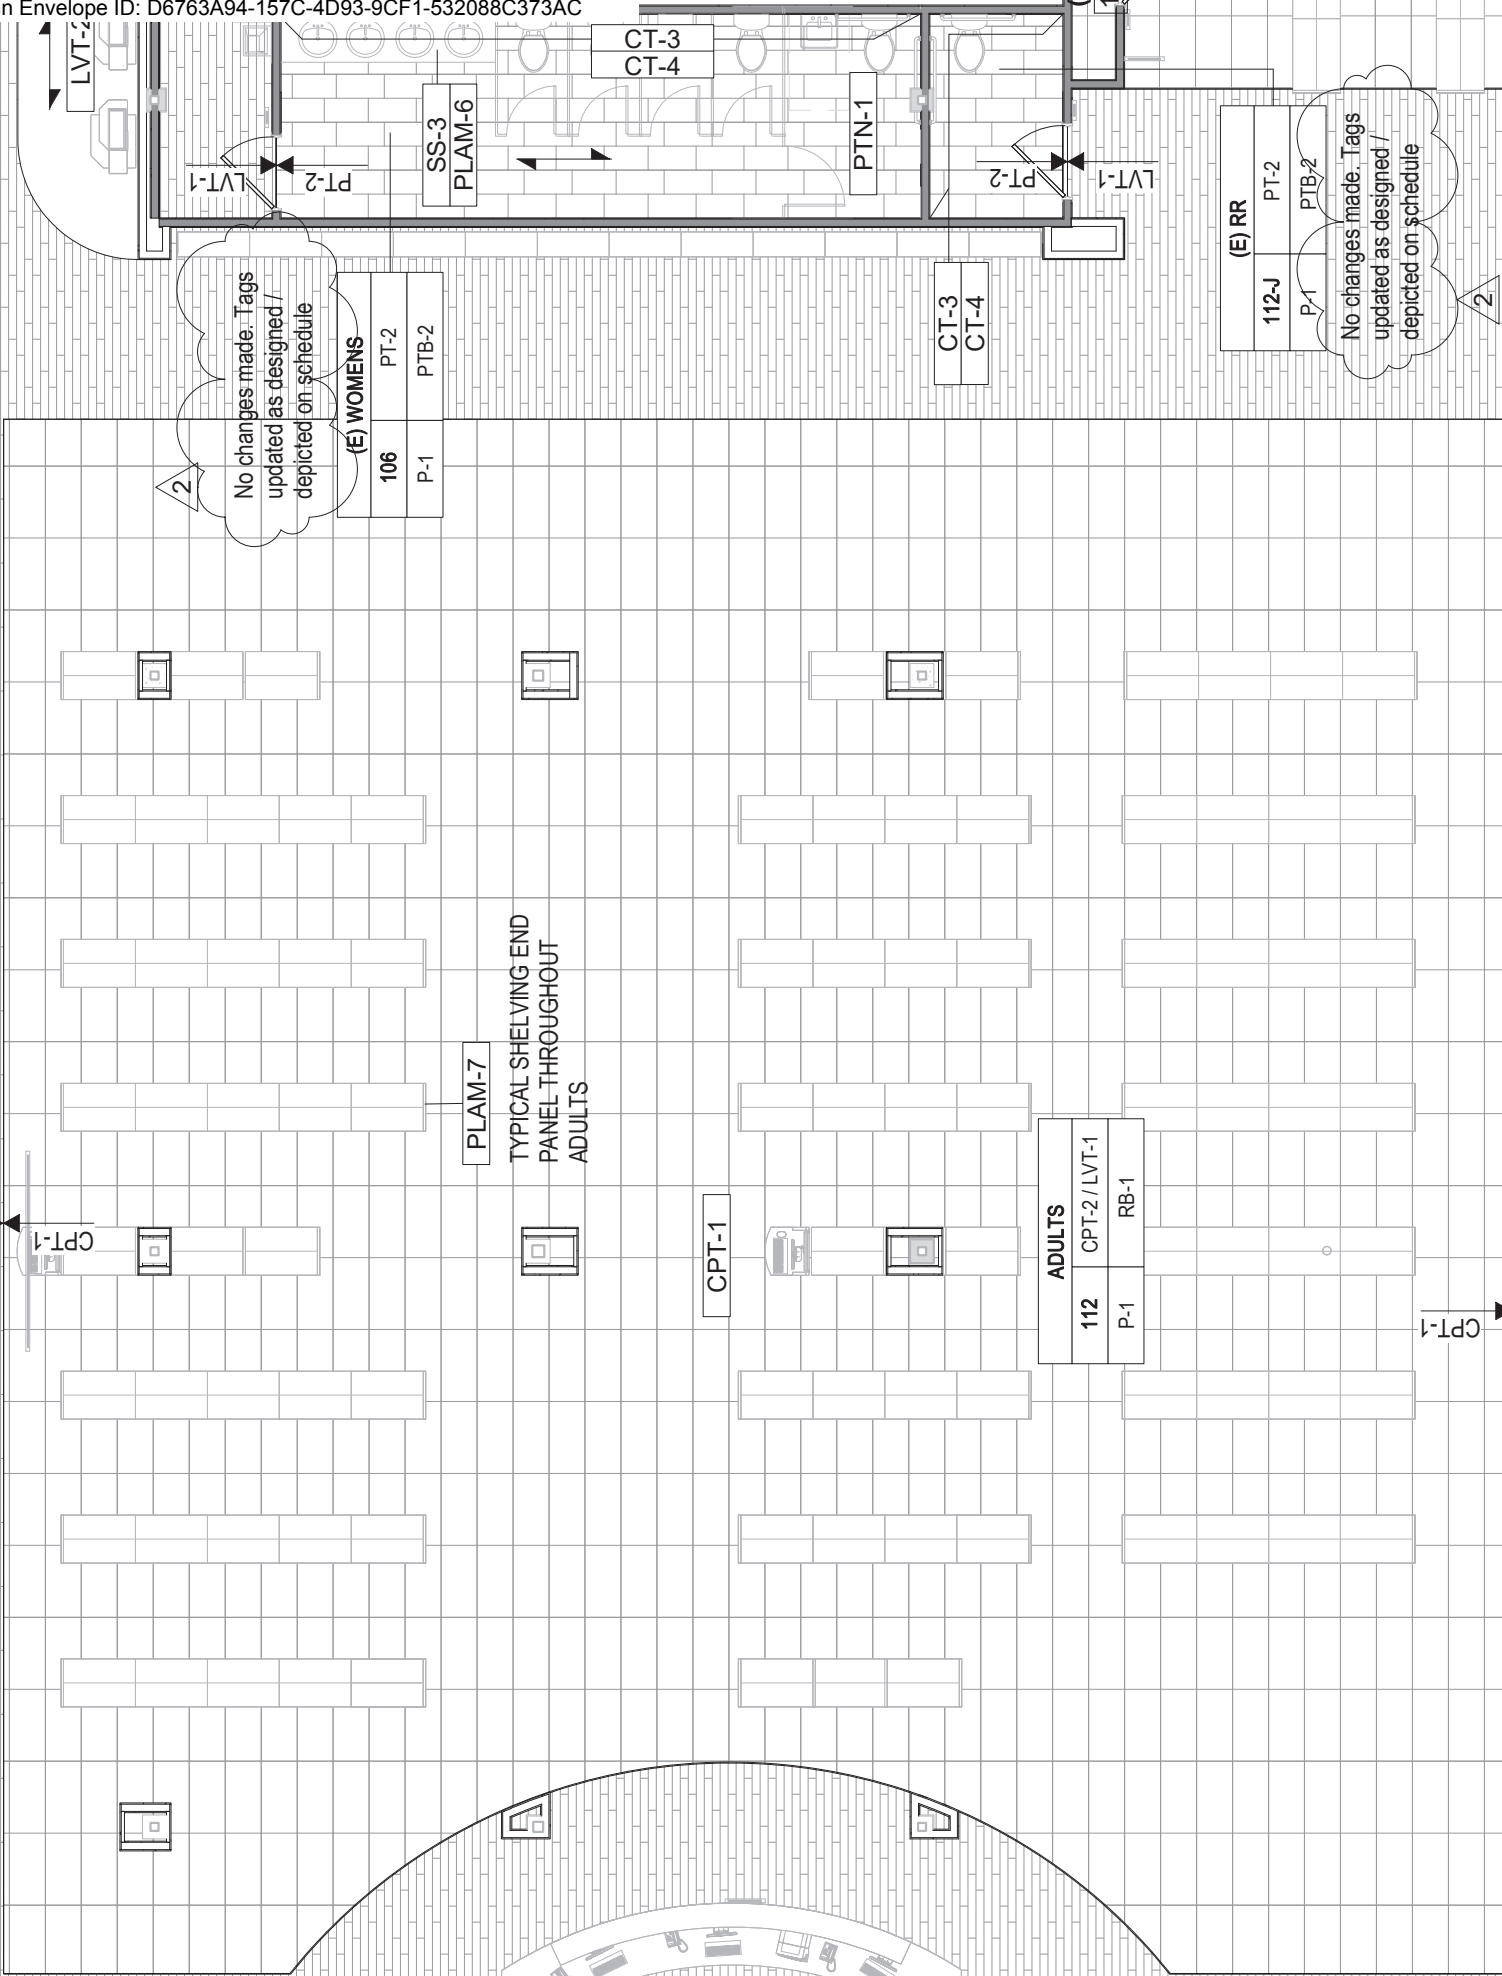 n Envelope ID: D6763A94-157C-4D93-9CF1-532088C373AC
LVT-2
CT-3
CT-4
SS-3
PLAM-6
PTN-1
LVT-1
PT-2
PT-2
LVT-1
No changes made. Tags
updated as designed /
depicted on schedule
2
(E) WOMENS
106
PT-2
P-1
PTB-2
CT-3
CT-4
(E) RR
112-J
PT-2
P-1
PTB-2
No changes made. Tags
updated as designed /
depicted on schedule
2
PLAM-7
TYPICAL SHELVING END
PANEL THROUGHOUT
ADULTS
CPT-1
CPT-1
ADULTS
112
CPT-2 / LVT-1
P-1
RB-1
CPT-1